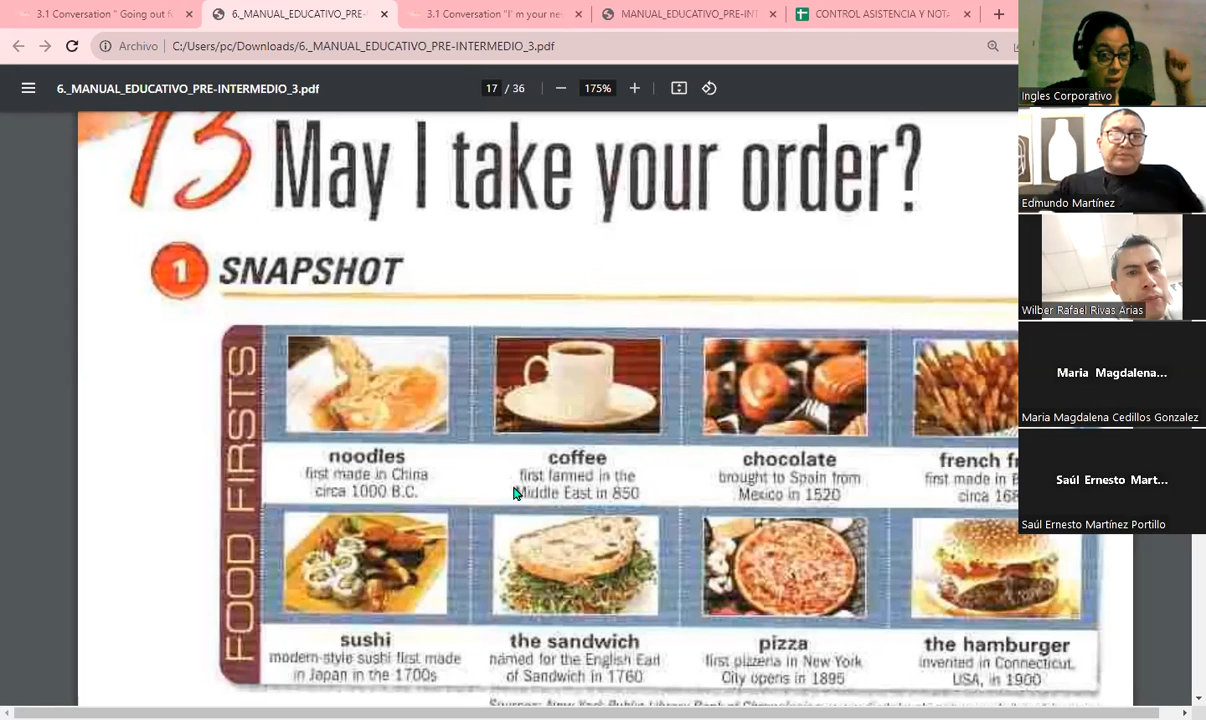 3.1 Conversation " Going out f
6._MANUAL_EDUCATIVO_PRE-
3.1 Conversation "I' m your ne
MANUAL_EDUCATIVO_PRE-INT
CONTROL ASISTENCIA Y NOTA
Archivo
C:/Users/pc/Downloads/6._MANUAL_EDUCATIVO_PRE-INTERMEDIO_3.pdf
6._MANUAL_EDUCATIVO_PRE-INTERMEDIO_3.pdf
17 / 36
175%
13 May I take your order?
1 SNAPSHOT
FOOD FIRSTS
noodles
first made in China
circa 1000 B.C.
coffee
first farmed in the
Middle East in 850
chocolate
brought to Spain from
Mexico in 1520
french f
first made in
circa 168
sushi
modern-style sushi first made
in Japan in the 1700s
the sandwich
named for the English Earl
of Sandwich in 1760
pizza
first pizzeria in New York
City opens in 1895
the hamburger
invented in Connecticut,
USA, in 1900
Ingles Corporativo
Edmundo Martínez
Wilber Rafael Rivas Arias
Maria Magdalena...
Maria Magdalena Cedillos Gonzalez
Saúl Ernesto Mart...
Saúl Ernesto Martínez Portillo